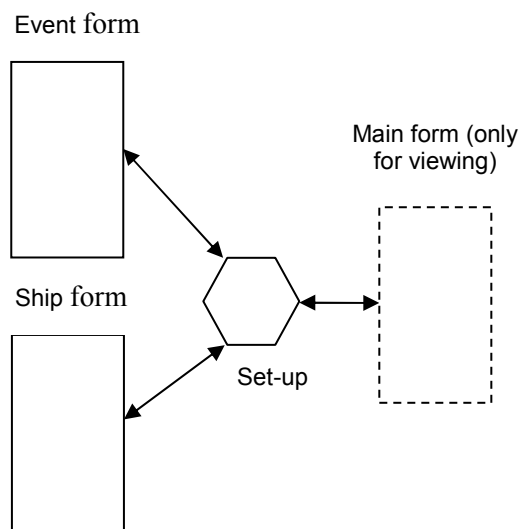 Event form
Main form (only
for viewing)
Ship form
Set-up